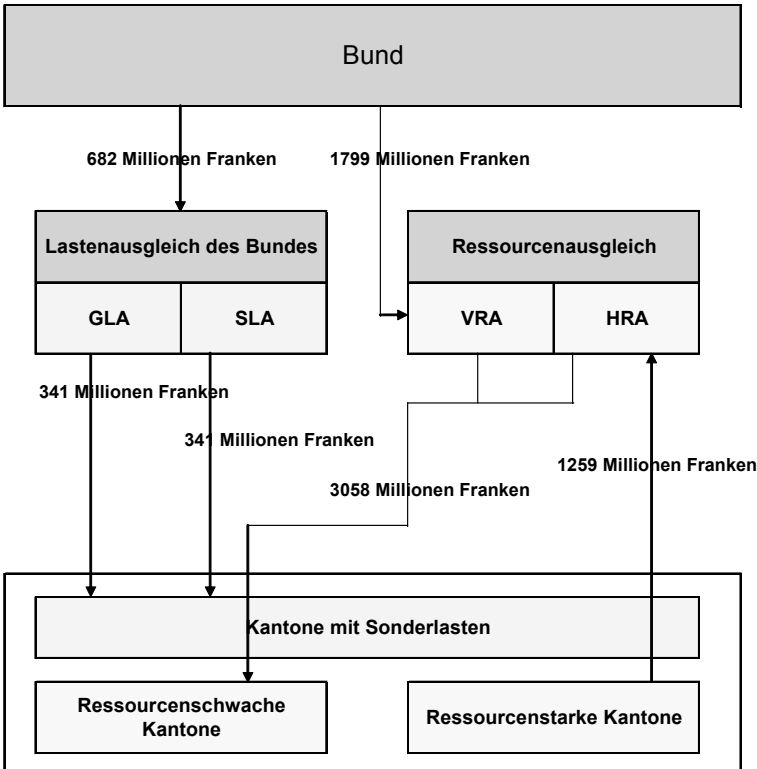 Bund
682 Millionen Franken
1799 Millionen Franken
Lastenausgleich des Bundes
Ressourcenausgleich
GLA
SLA
VRA
HRA
341 Millionen Franken
341 Millionen Franken
1259 Millionen Franken
3058 Millionen Franken
Kantone mit Sonderlasten
Ressourcenschwache
Kantone
Ressourcenstarke Kantone